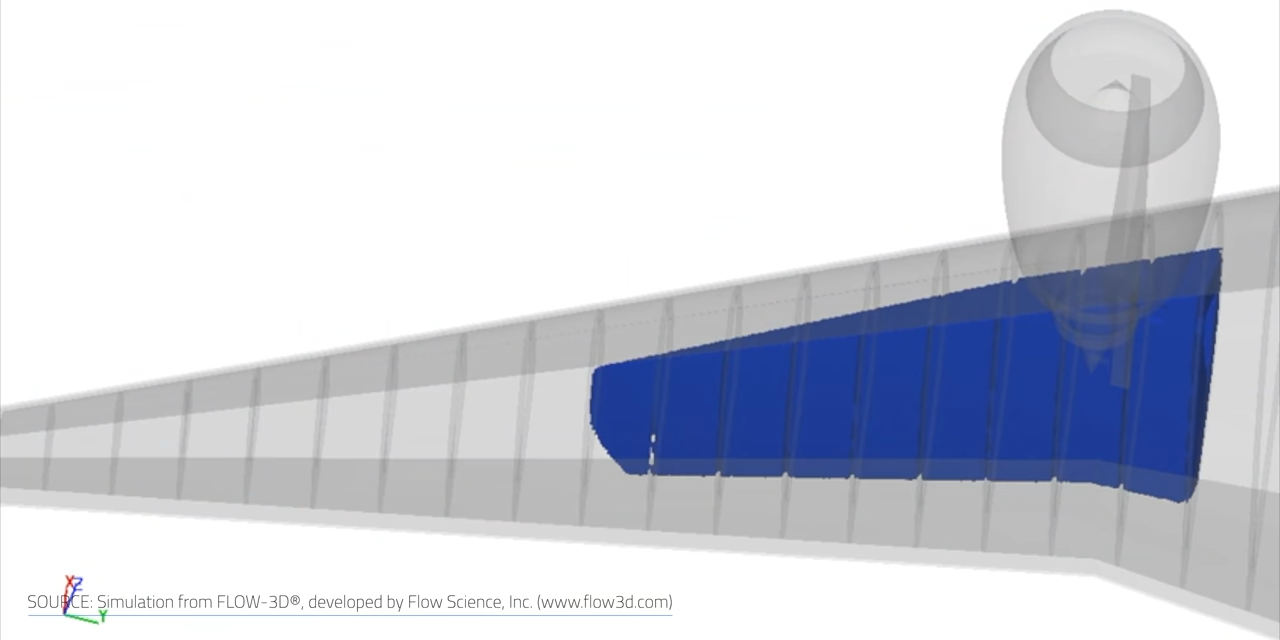 X Z
SOURCE: Simulation from FLOW-3D®, developed by Flow Science, Inc. (www.flow3d.com)
Y